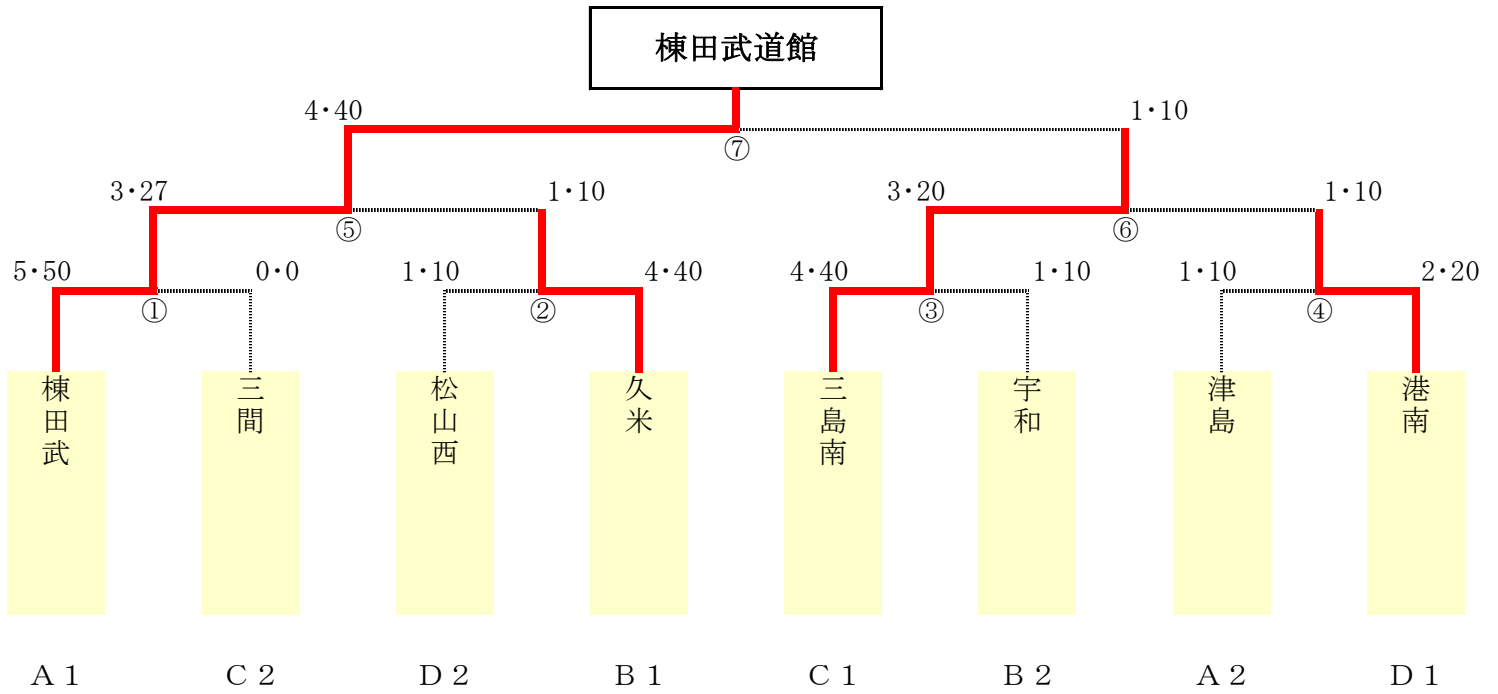 棟田武道館
4・40
1・10
⑦
3・27
1・10
3・20
1・10
⑤
⑥
5・50
0・0
1・10
4・40
4・40
1・10
1・10
2・20
①
②
③
④
棟田武
三間
松山西
久米
三島南
宇和
津島
港南
Ａ１
Ｃ２
Ｄ２
Ｂ１
Ｃ１
Ｂ２
Ａ２
Ｄ１